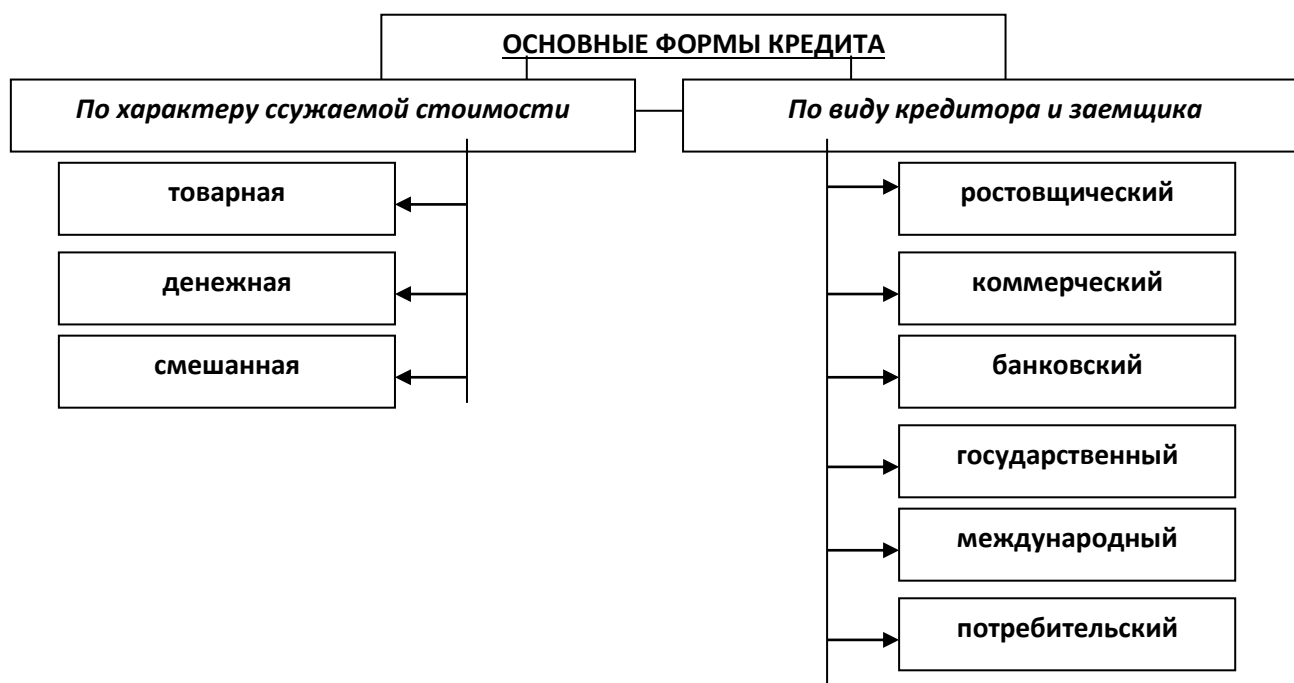 ОСНОВНЫЕ ФОРМЫ КРЕДИТА
По характеру ссужаемой стоимости
товарная
денежная
смешанная
По виду кредитора и заемщика
ростовщический
коммерческий
банковский
государственный
международный
потребительский